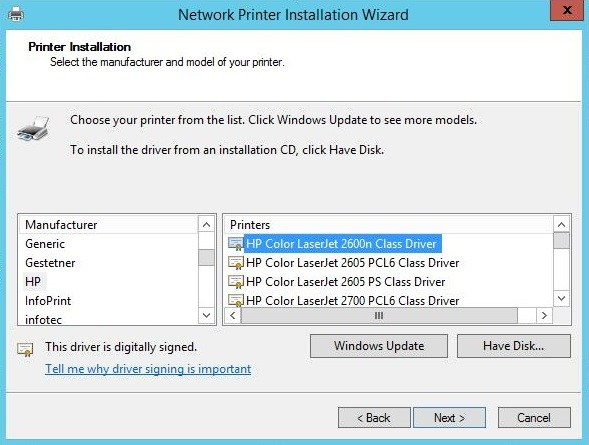 Network Printer Installation Wizard
x
Printer Installation
Select the manufacturer and model of your printer.
Choose your printer from the list. Click Windows Update to see more models.
To install the driver from an installation CD, click Have Disk.
Manufacturer
Generic
Gestetner
HP
InfoPrint
infotec
Printers
HP Color LaserJet 2600n Class Driver
HP Color LaserJet 2605 PCL6 Class Driver
HP Color LaserJet 2605 PS Class Driver
HP Color LaserJet 2700 PCL6 Class Driver
This driver is digitally signed.
Tell me why driver signing is important
Windows Update
Have Disk...
< Back
Next >
Cancel